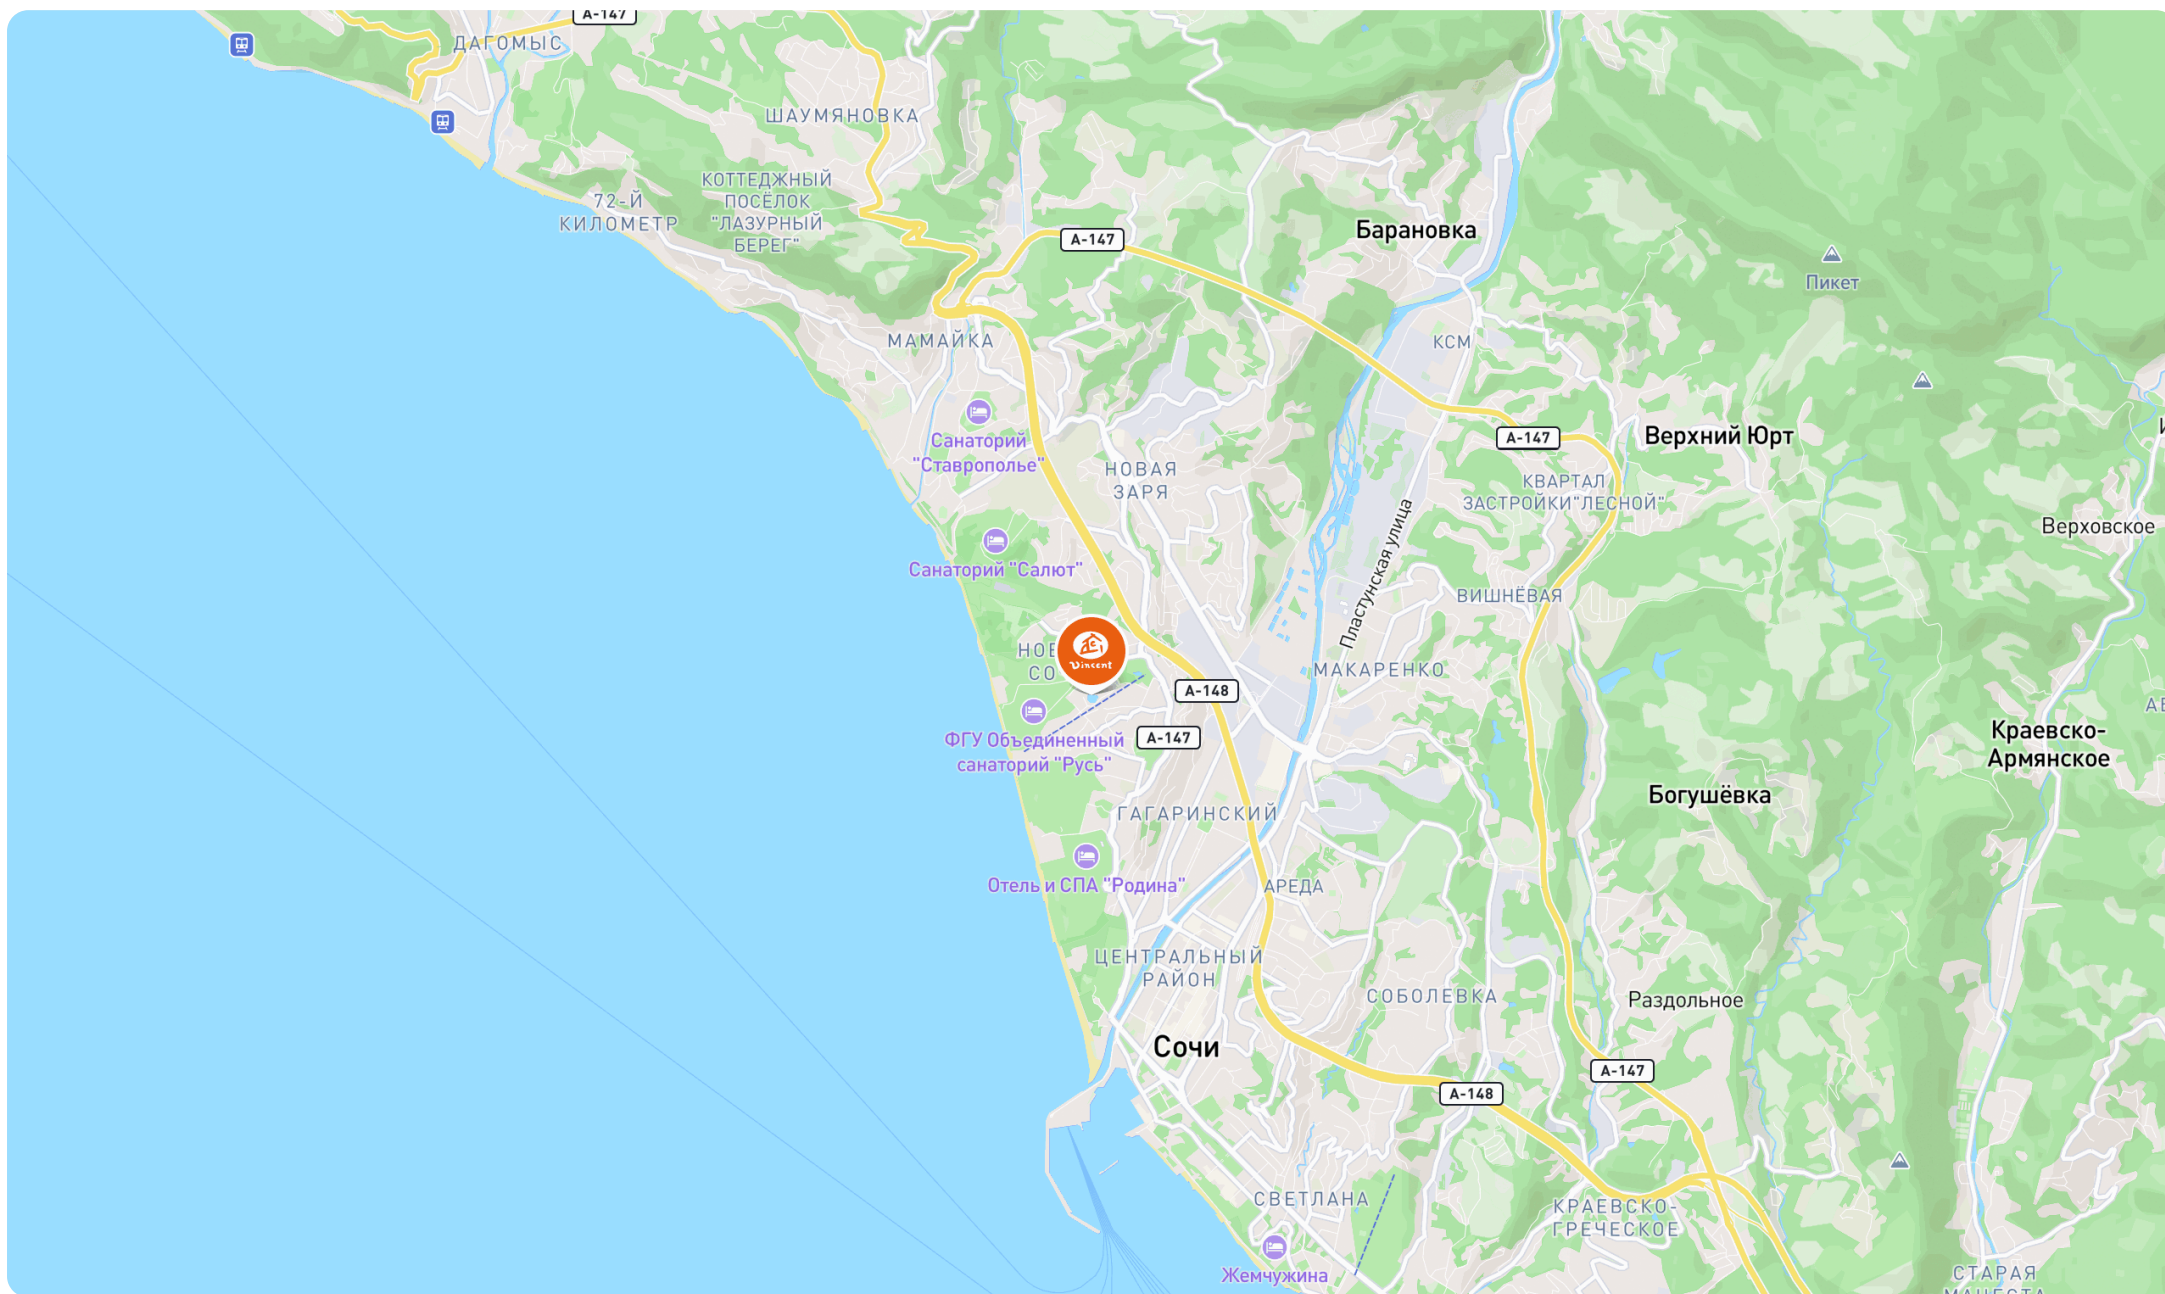 А-147
ДАГОМЫС
ШАУМЯНОВКА
72-Й
КИЛОМЕТР
КОТТЕДЖНЫЙ
ПОСЁЛОК
"ЛАЗУРНЫЙ
БЕРЕГ"
А-147
Барановка
Пикет
МАМАЙКА
КСМ
Санаторий
"Ставрополье"
НОВАЯ
ЗАРЯ
А-147
Верхний Юрт
КВАРТАЛ
ЗАСТРОЙКИ"ЛЕСНОЙ"
Верховское
Пластунская улица
Санаторий "Салют"
ВИШНЁВАЯ
Vincent
МАКАРЕНКО
А-148
ФГУ Объединенный
санаторий "Русь"
А-147
Краевско-
Армянское
Богушёвка
ГАГАРИНСКИЙ
Отель и СПА "Родина"
АРЕДА
ЦЕНТРАЛЬНЫЙ
РАЙОН
СОБОЛЕВКА
Раздольное
Сочи
А-147
А-148
СВЕТЛАНА
КРАЕВСКО-
ГРЕЧЕСКОЕ
Жемчужина
СТАРАЯ
МАЦЕСТА